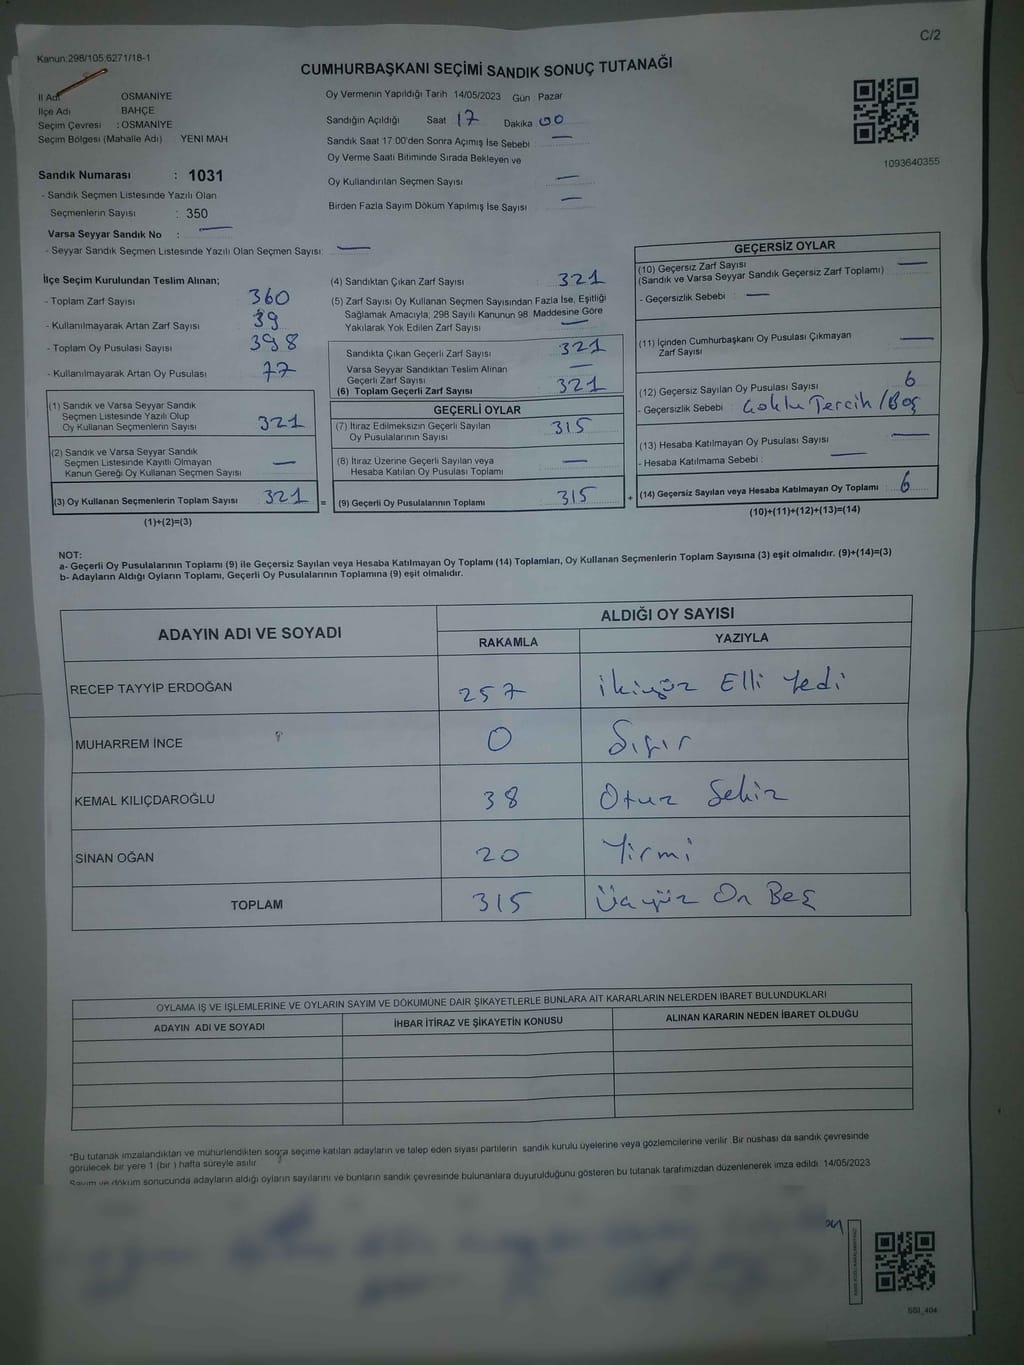 C/2
Kanun.298/105,6271/18-1
CUMHURBAŞKANI SEÇİMİ SANDIK SONUÇ TUTANAĞI
İl Adı OSMANİYE
İlçe Adı BAHÇE
Seçim Çevresi : OSMANİYE
Seçim Bölgesi (Mahalle Adı) YENİ MAH
Oy Vermenin Yapıldığı Tarih 14/05/2023 Gün Pazar
Sandığın Açıldığı Saat 17 Dakika 00
Sandık Saat 17.00'den Sonra Açımış İse Sebebi —
Oy Verme Saati Bitiminde Sırada Bekleyen ve
Oy Kullandırılan Seçmen Sayısı —
Birden Fazla Sayım Döküm Yapılmış İse Sayısı —
1093640355
Sandık Numarası : 1031
- Sandık Seçmen Listesinde Yazılı Olan
Seçmenlerin Sayısı : 350
Varsa Seyyar Sandık No : —
- Seyyar Sandık Seçmen Listesinde Yazılı Olan Seçmen Sayısı: —
İlçe Seçim Kurulundan Teslim Alınan;
- Toplam Zarf Sayısı 360
- Kullanılmayarak Artan Zarf Sayısı 39
- Toplam Oy Pusulası Sayısı 398
- Kullanılmayarak Artan Oy Pusulası 77
(1) Sandık ve Varsa Seyyar Sandık
Seçmen Listesinde Yazılı Olup
Oy Kullanan Seçmenlerin Sayısı 321
(2) Sandık ve Varsa Seyyar Sandık
Seçmen Listesinde Kayıtlı Olmayan
Kanun Gereği Oy Kullanan Seçmen Sayısı —
(3) Oy Kullanan Seçmenlerin Toplam Sayısı 321 =
(1)+(2)=(3)
(4) Sandıktan Çıkan Zarf Sayısı 321
(5) Zarf Sayısı Oy Kullanan Seçmen Sayısından Fazla İse, Eşitliği
Sağlamak Amacıyla, 298 Sayılı Kanunun 98. Maddesine Göre
Yakılarak Yok Edilen Zarf Sayısı —
Sandıkta Çıkan Geçerli Zarf Sayısı 321
Varsa Seyyar Sandıktan Teslim Alınan
Geçerli Zarf Sayısı —
(6) Toplam Geçerli Zarf Sayısı 321
GEÇERLİ OYLAR
(7) İtiraz Edilmeksizin Geçerli Sayılan
Oy Pusulalarının Sayısı 315
(8) İtiraz Üzerine Geçerli Sayılan veya
Hesaba Katılan Oy Pusulası Toplamı —
(9) Geçerli Oy Pusulalarının Toplamı 315 +
GEÇERSİZ OYLAR
(10) Geçersiz Zarf Sayısı
(Sandık ve Varsa Seyyar Sandık Geçersiz Zarf Toplamı) —
- Geçersizlik Sebebi : —
(11) İçinden Cumhurbaşkanı Oy Pusulası Çıkmayan
Zarf Sayısı —
(12) Geçersiz Sayılan Oy Pusulası Sayısı 6
- Geçersizlik Sebebi : Çoklu Tercih/Boş
(13) Hesaba Katılmayan Oy Pusulası Sayısı —
- Hesaba Katılmama Sebebi : —
(14) Geçersiz Sayılan veya Hesaba Katılmayan Oy Toplamı : 6
(10)+(11)+(12)+(13)=(14)
NOT:
a- Geçerli Oy Pusulalarının Toplamı (9) ile Geçersiz Sayılan veya Hesaba Katılmayan Oy Toplamı (14) Toplamları, Oy Kullanan Seçmenlerin Toplam Sayısına (3) eşit olmalıdır. (9)+(14)=(3)
b- Adayların Aldığı Oyların Toplamı, Geçerli Oy Pusulalarının Toplamına (9) eşit olmalıdır.
ADAYIN ADI VE SOYADI ALDIĞI OY SAYISI
RAKAMLA YAZIYLA
RECEP TAYYİP ERDOĞAN 257 İkiyüz Elli Yedi
MUHARREM İNCE 0 Sıfır
KEMAL KILIÇDAROĞLU 38 Otuz Sekiz
SİNAN OĞAN 20 Yirmi
TOPLAM 315 Üçyüz On Beş
OYLAMA İŞ VE İŞLEMLERİNE VE OYLARIN SAYIM VE DÖKÜMÜNE DAİR ŞİKAYETLERLE BUNLARA AİT KARARLARIN NELERDEN İBARET BULUNDUKLARI
ADAYIN ADI VE SOYADI İHBAR İTİRAZ VE ŞİKAYETİN KONUSU ALINAN KARARIN NEDEN İBARET OLDUĞU
*Bu tutanak imzalandıktan ve mühürlendikten sonra seçime katılan adayların ve talep eden siyasi partilerin sandık kurulu üyelerine veya gözlemcilerine verilir. Bir nüshası da sandık çevresinde
görülecek bir yere 1 (bir ) hafta süreyle asılır.
Sayım ve döküm sonucunda adayların aldığı oyların sayılarını ve bunların sandık çevresinde bulunanlara duyurulduğunu gösteren bu tutanak tarafımızdan düzenlenerek imza edildi. 14/05/2023
SSI_404